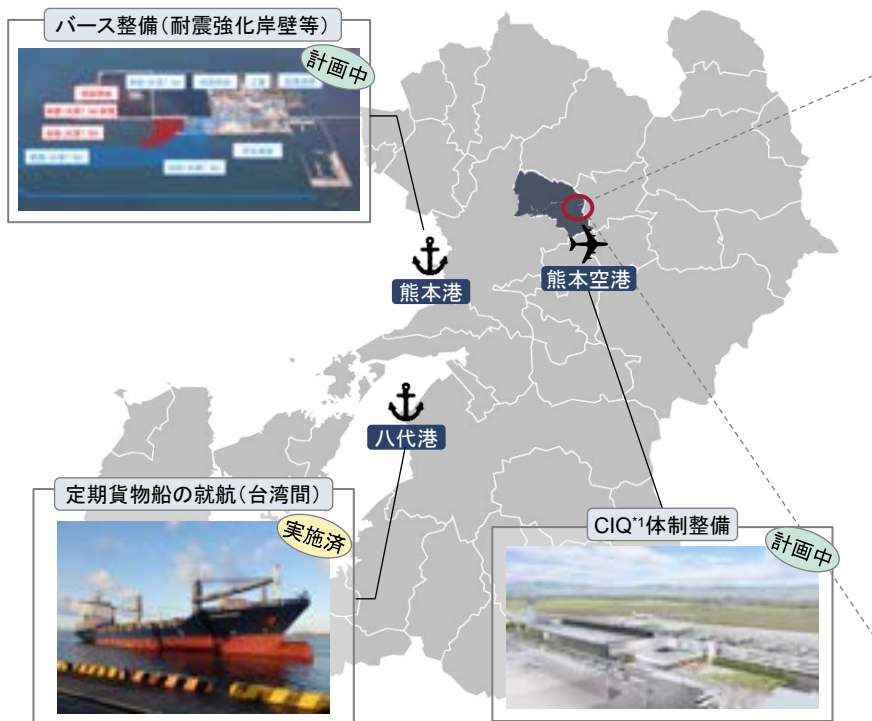 バース整備（耐震強化岸壁等）
計画中
熊本港
熊本空港
八代港
定期貨物船の就航（台湾間）
実施済
CIQ*1体制整備
計画中